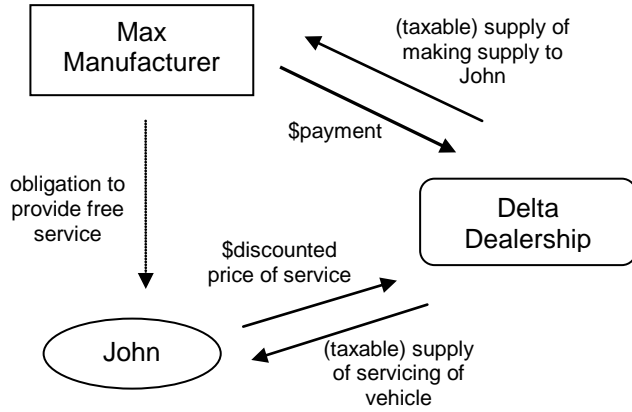 Max
Manufacturer
(taxable) supply of
making supply to
John
$payment
obligation to
provide free
service
Delta
Dealership
$discounted
price of service
John
(taxable) supply
of servicing of
vehicle